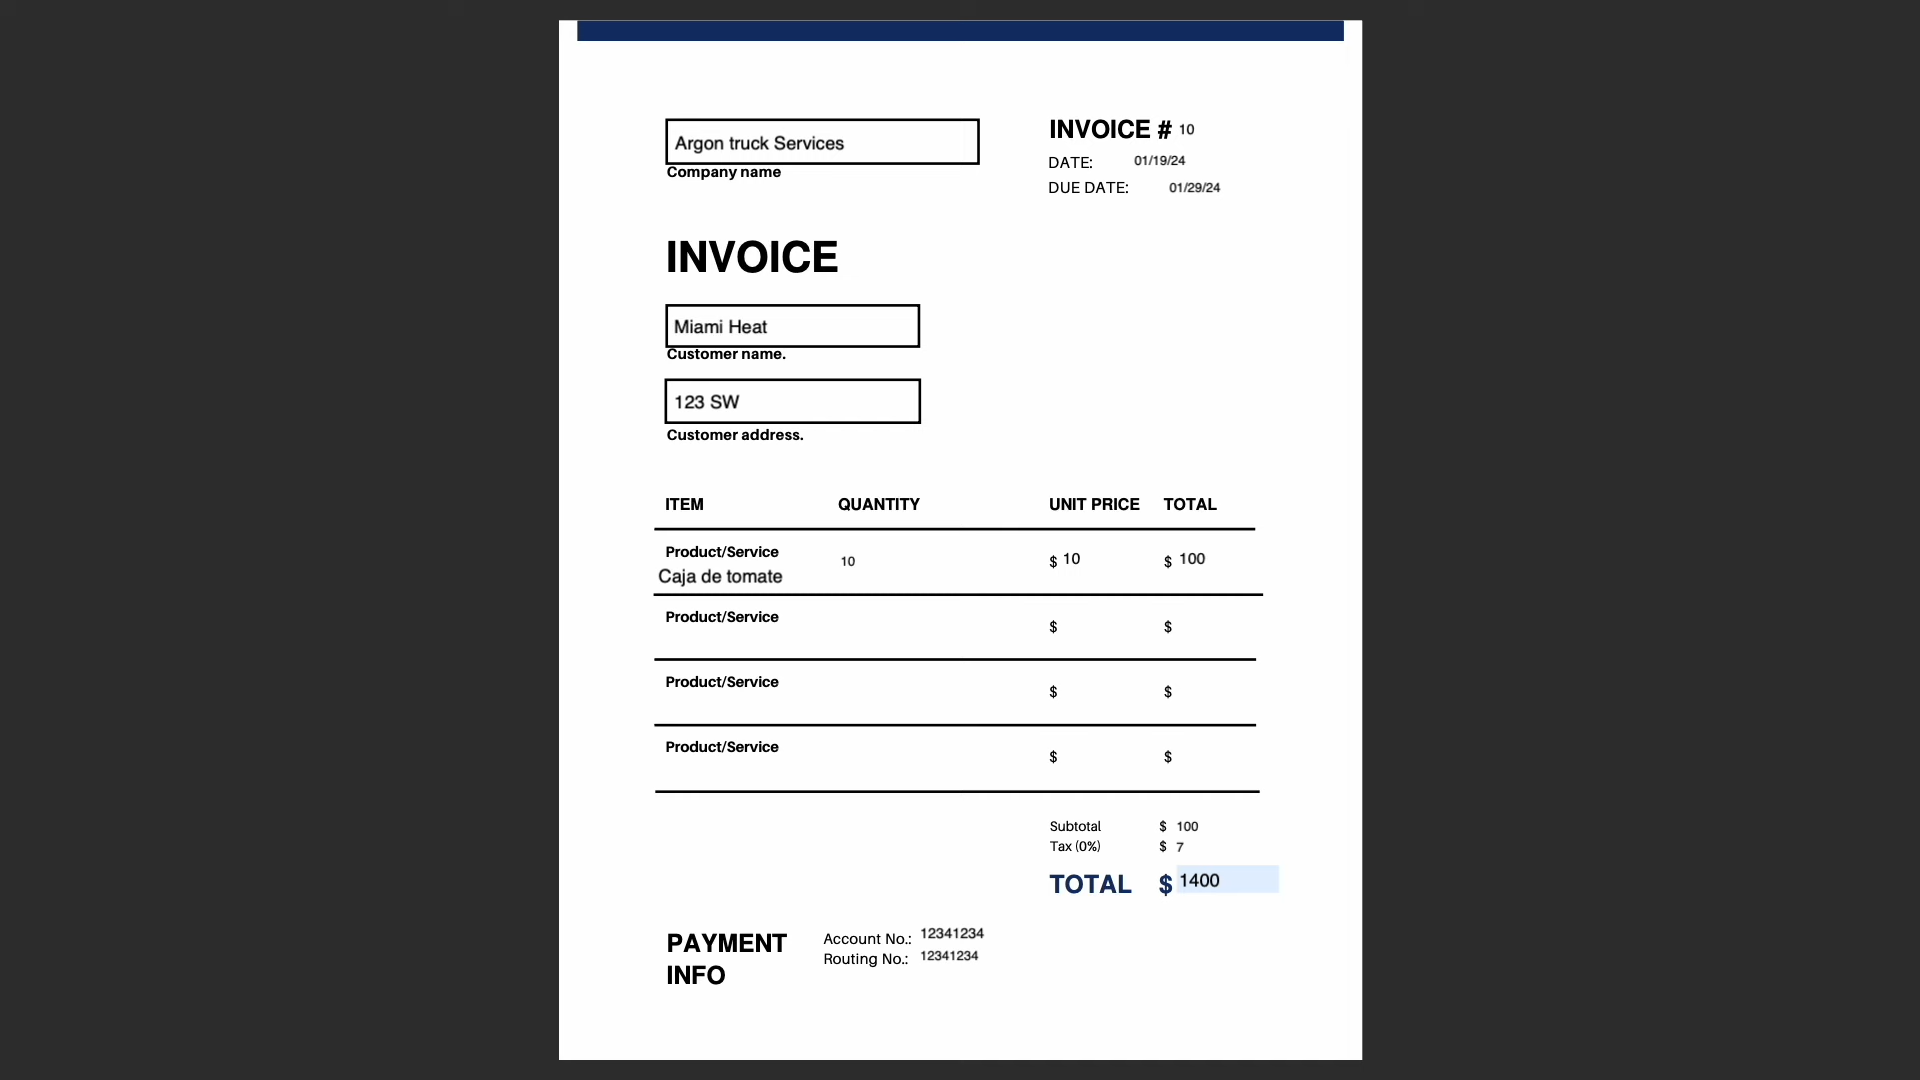 Argon truck Services
Company name
INVOICE # 10
DATE: 01/19/24
DUE DATE: 01/29/24
INVOICE
Miami Heat
Customer name.
123 SW
Customer address.
ITEM QUANTITY UNIT PRICE TOTAL
Product/Service 10 $ 10 $ 100
Caja de tomate
Product/Service $ $
Product/Service $ $
Product/Service $ $
Subtotal $ 100
Tax (0%) $ 7
TOTAL $ 1400
PAYMENT INFO
Account No.: 12341234
Routing No.: 12341234